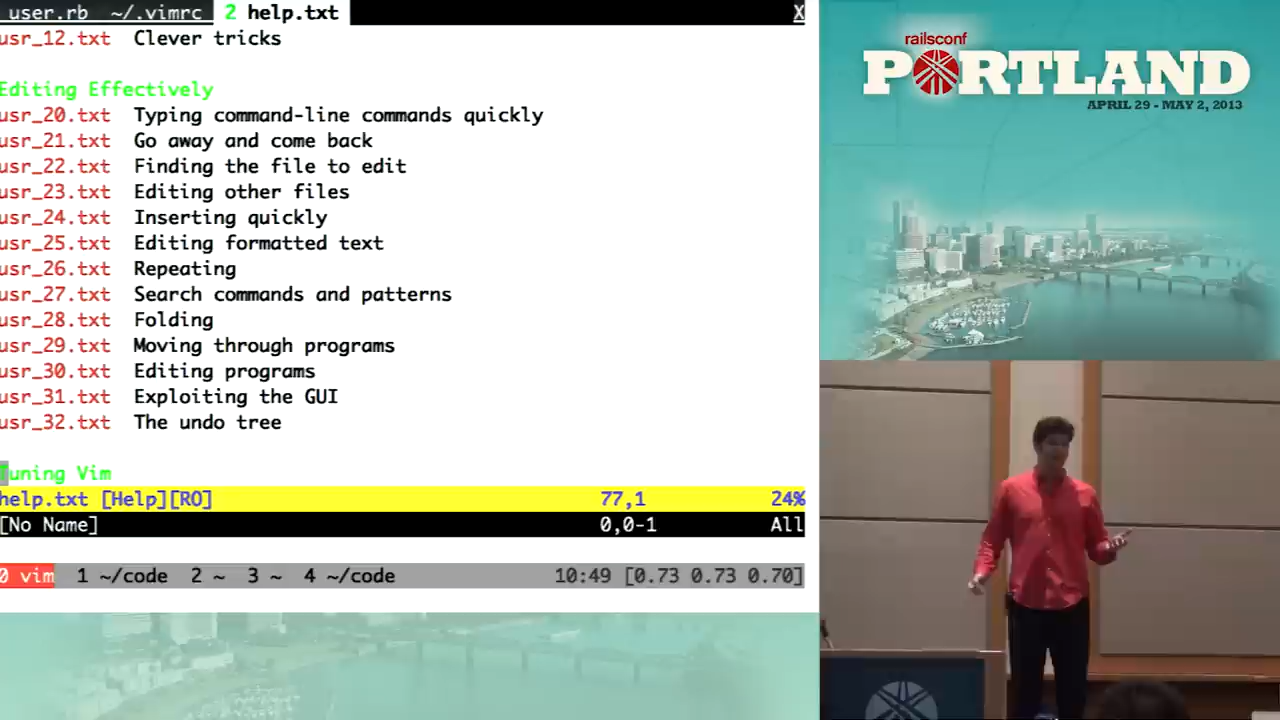 user.rb ~/.vimrc 2 help.txt X
usr_12.txt Clever tricks
Editing Effectively
usr_20.txt Typing command-line commands quickly
usr_21.txt Go away and come back
usr_22.txt Finding the file to edit
usr_23.txt Editing other files
usr_24.txt Inserting quickly
usr_25.txt Editing formatted text
usr_26.txt Repeating
usr_27.txt Search commands and patterns
usr_28.txt Folding
usr_29.txt Moving through programs
usr_30.txt Editing programs
usr_31.txt Exploiting the GUI
usr_32.txt The undo tree
Tuning Vim
help.txt [Help][RO] 77,1 24%
[No Name] 0,0-1 All
0 vim 1 ~/code 2 ~ 3 ~ 4 ~/code 10:49 [0.73 0.73 0.70]
railsconf
PORTLAND
APRIL 29 - MAY 2, 2013